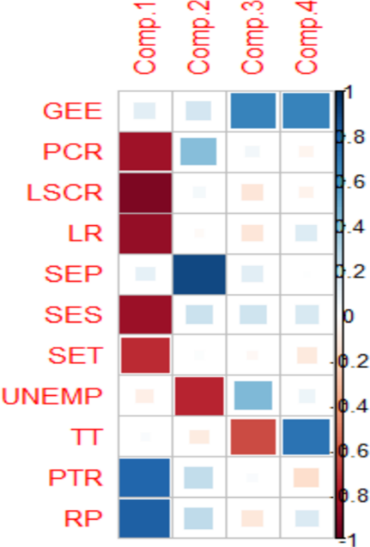 Comp.1 Comp.2 Comp.3 Comp.4
GEE
PCR
LSCR
LR
SEP
SES
SET
UNEMP
TT
PTR
RP
1
0.8
0.6
0.4
0.2
0
-0.2
-0.4
-0.6
-0.8
-1